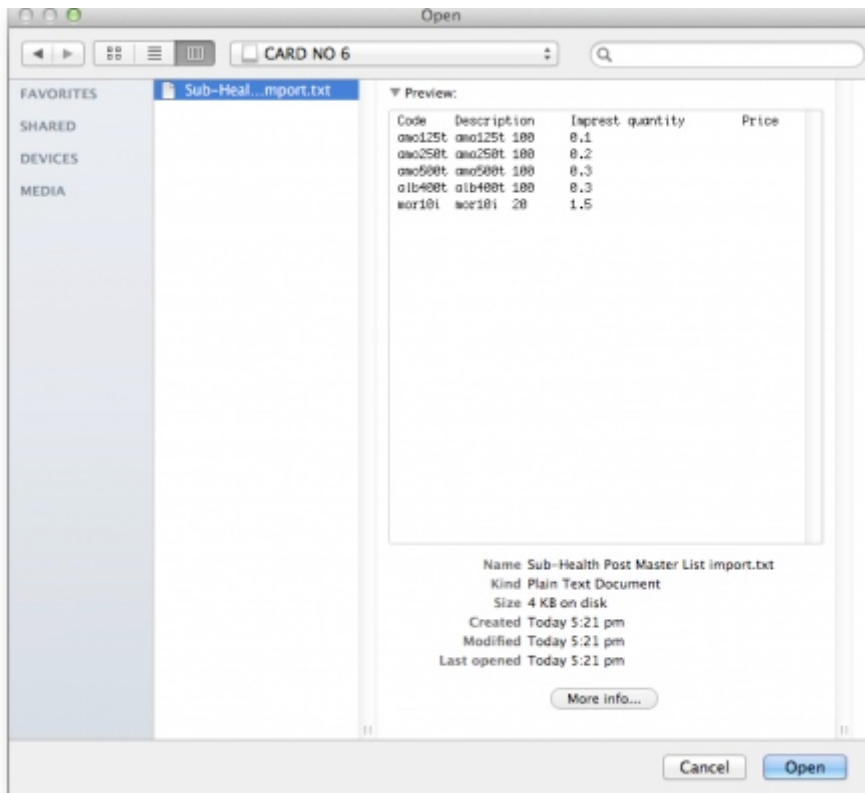 Open
CARD NO 6
FAVORITES
SHARED
DEVICES
MEDIA
Sub-Heal...mport.txt
Preview:
Code Description Imprest quantity Price
amo125t amo125t 100 0.1
amo250t amo250t 100 0.2
amo500t amo500t 100 0.3
alb400t alb400t 100 0.3
mor10i mor10i 20 1.5
Name Sub-Health Post Master List import.txt
Kind Plain Text Document
Size 4 KB on disk
Created Today 5:21 pm
Modified Today 5:21 pm
Last opened Today 5:21 pm
More info...
Cancel Open